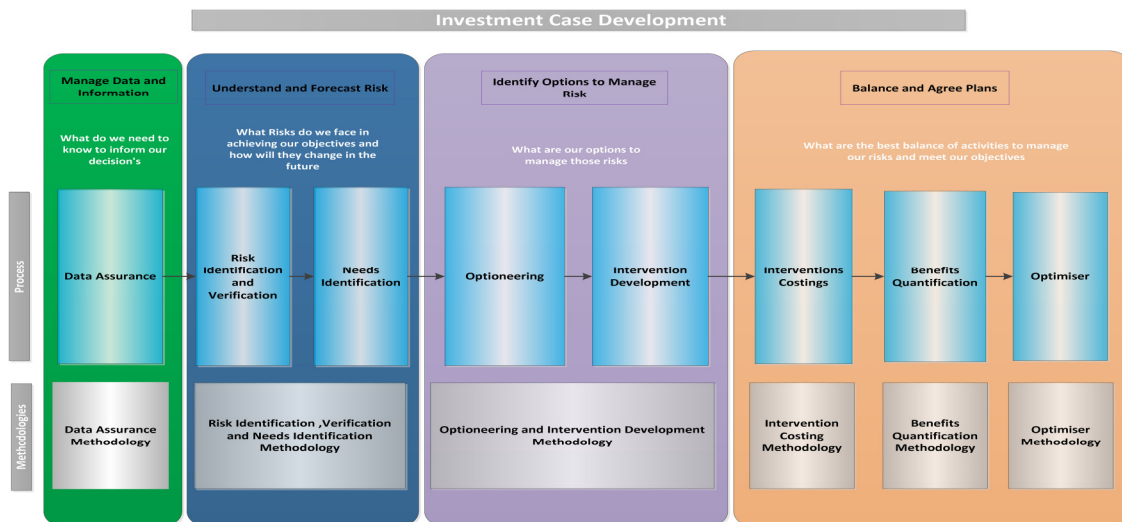 Investment Case Development
Manage Data and
Information
What do we need to
know to inform our
decision's
Understand and Forecast Risk
What Risks do we face in
achieving our objectives and
how will they change in the
future
Identify Options to Manage
Risk
What are our options to
manage those risks
Balance and Agree Plans
What are the best balance of activities to manage
our risks and meet our objectives
Process
Data Assurance
Risk
Identification
and
Verification
Needs
Identification
Optioneering
Intervention
Development
Interventions
Costings
Benefits
Quantification
Optimiser
Methodologies
Data Assurance
Methodology
Risk Identification ,Verification
and Needs Identification
Methodology
Optioneering and Intervention Development
Methodology
Intervention
Costing
Methodology
Benefits
Quantification
Methodology
Optimiser
Methodology